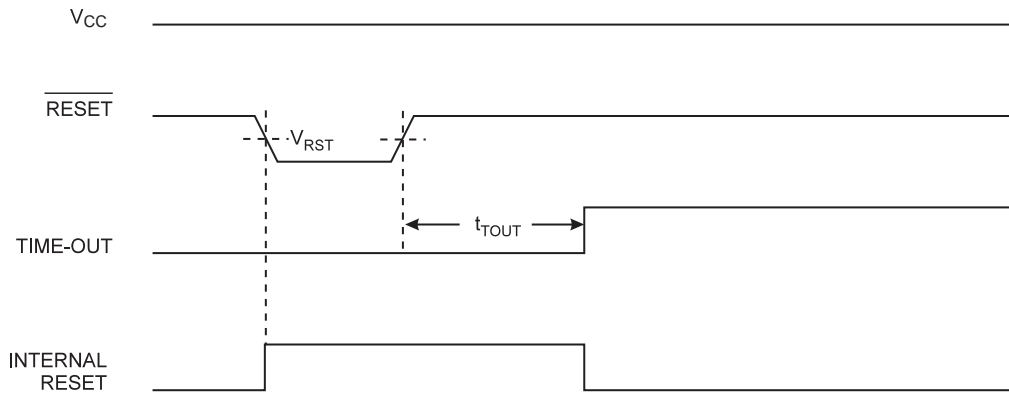 VCC
RESET
VRST
tTOUT
TIME-OUT
INTERNAL
RESET